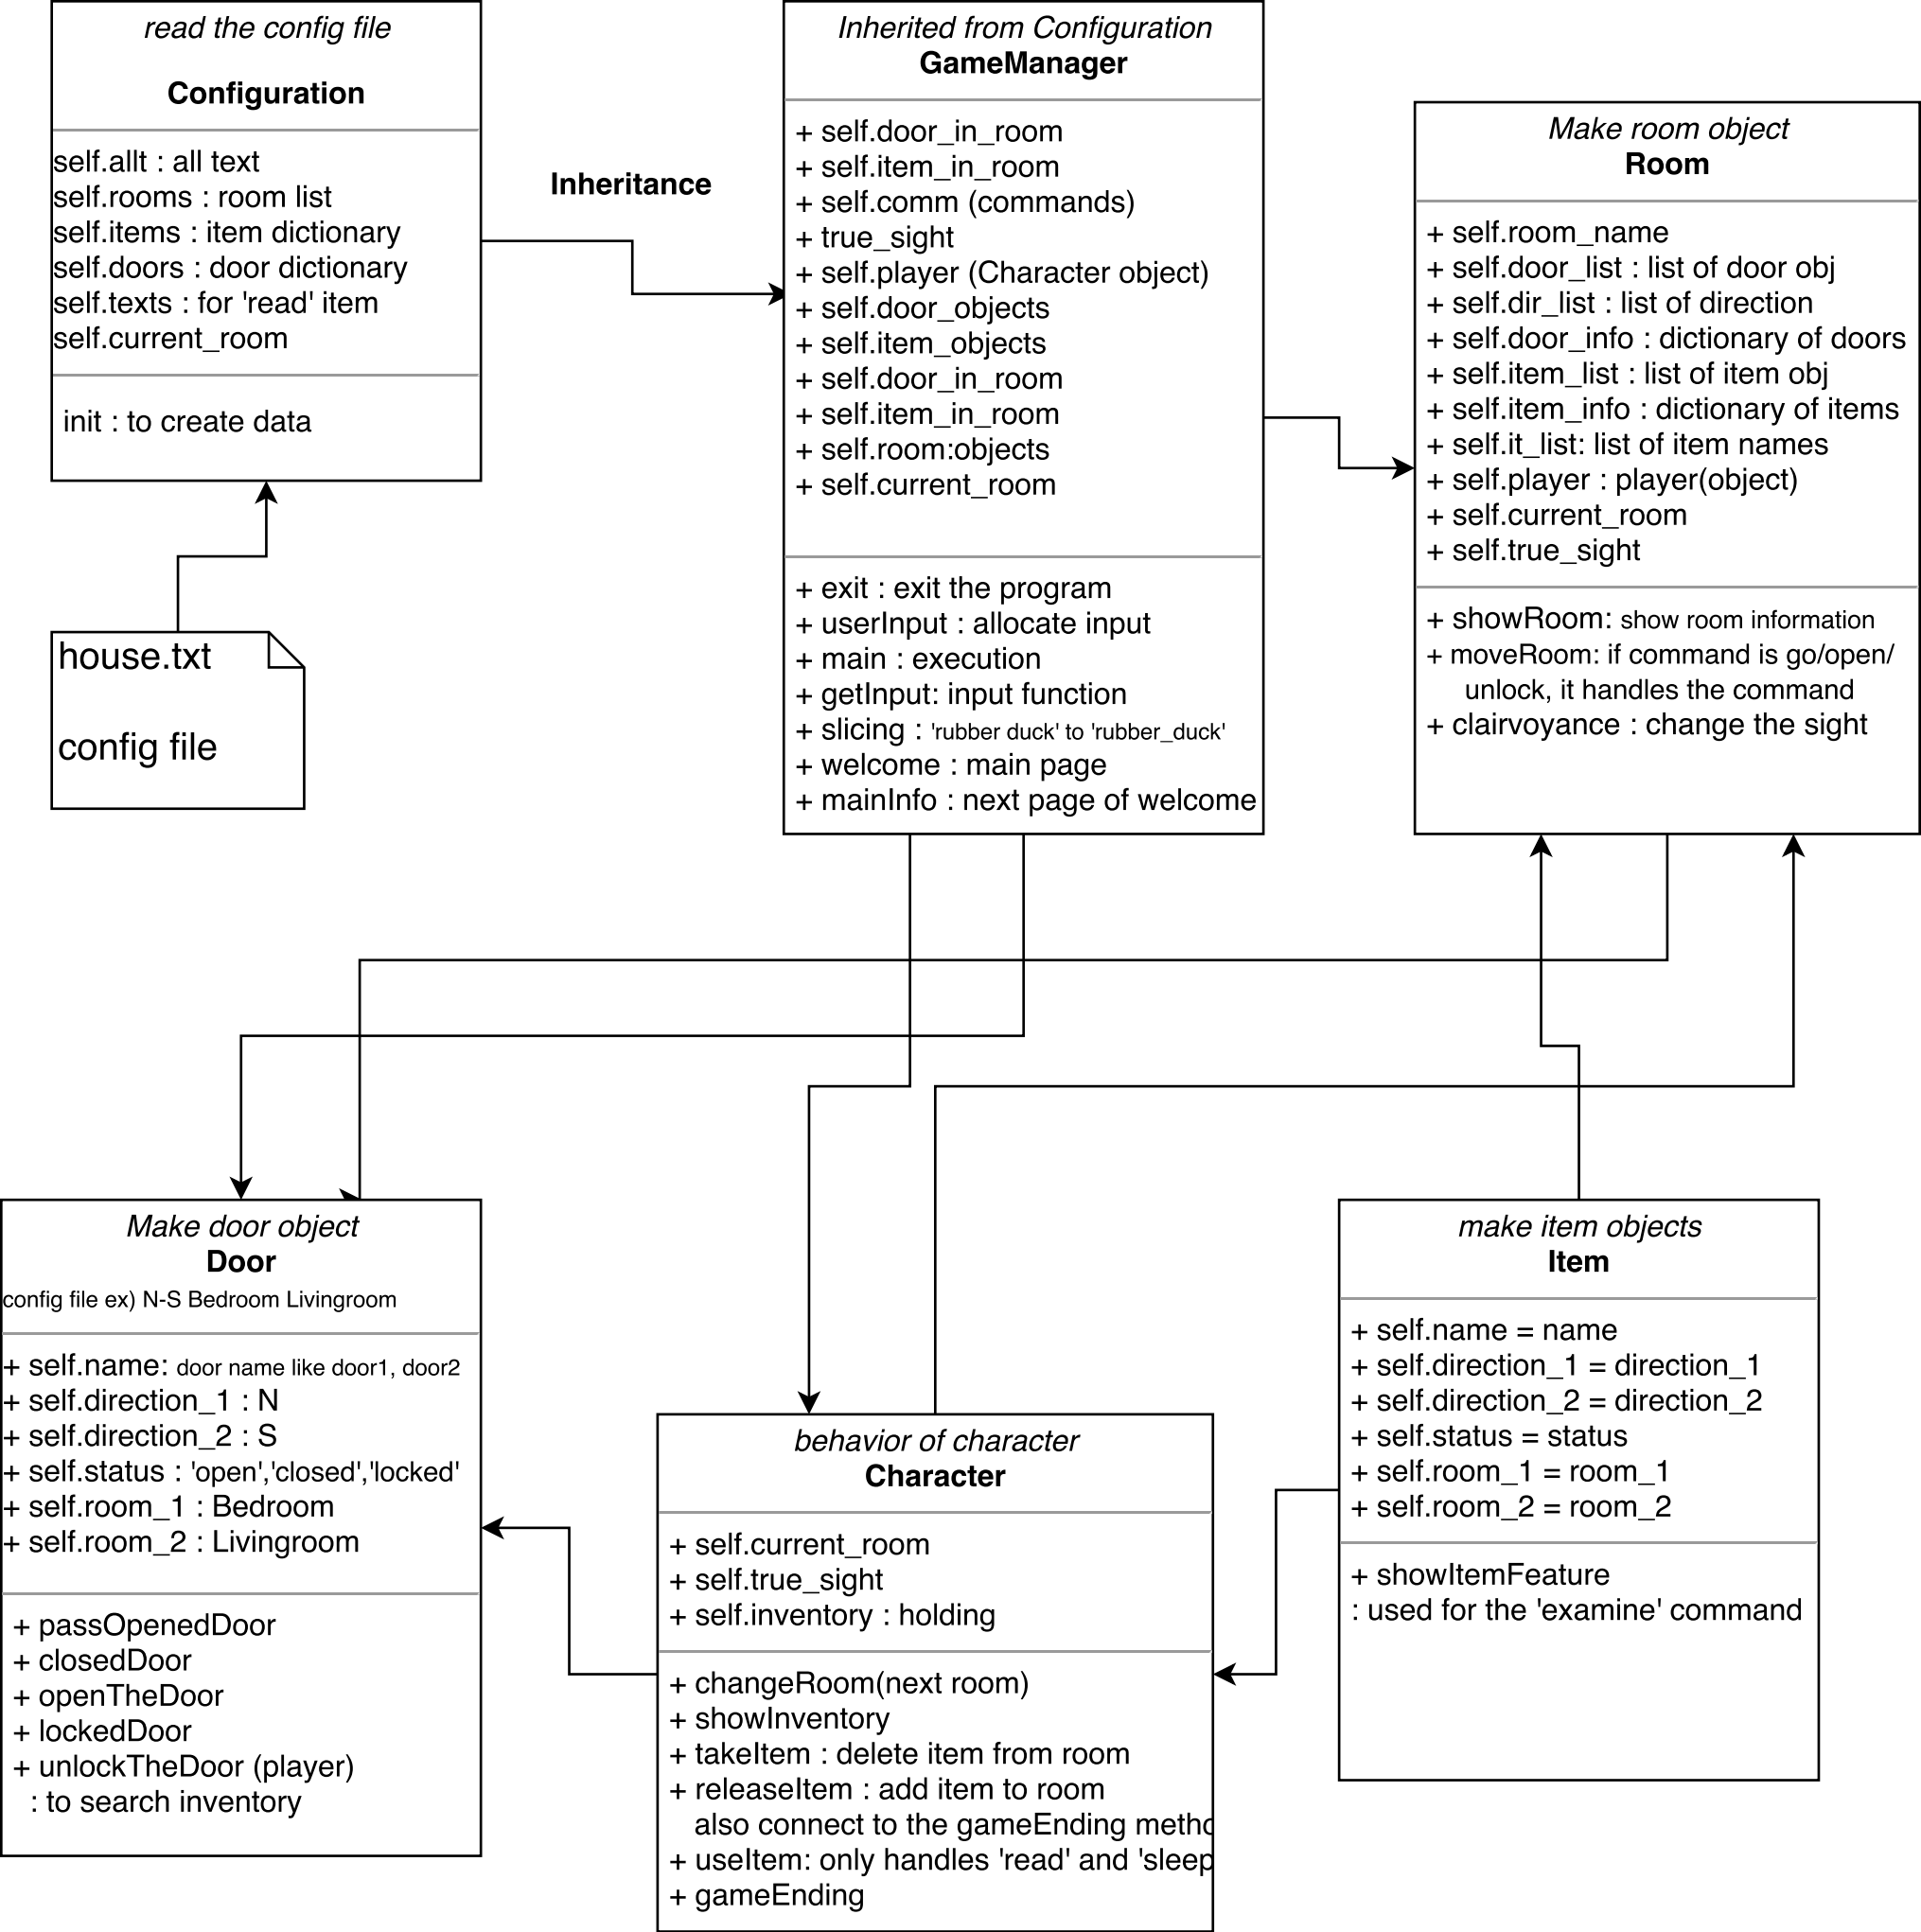 read the config file
Configuration
self.allt : all text
self.rooms : room list
self.items : item dictionary
self.doors : door dictionary
self.texts : for 'read' item
self.current_room
init : to create data
house.txt
config file
Inheritance
Inherited from Configuration
GameManager
+ self.door_in_room
+ self.item_in_room
+ self.comm (commands)
+ true_sight
+ self.player (Character object)
+ self.door_objects
+ self.item_objects
+ self.door_in_room
+ self.item_in_room
+ self.room:objects
+ self.current_room
+ exit : exit the program
+ userInput : allocate input
+ main : execution
+ getInput: input function
+ slicing : 'rubber duck' to 'rubber_duck'
+ welcome : main page
+ mainInfo : next page of welcome
Make room object
Room
+ self.room_name
+ self.door_list : list of door obj
+ self.dir_list : list of direction
+ self.door_info : dictionary of doors
+ self.item_list : list of item obj
+ self.item_info : dictionary of items
+ self.it_list: list of item names
+ self.player : player(object)
+ self.current_room
+ self.true_sight
+ showRoom: show room information
+ moveRoom: if command is go/open/
unlock, it handles the command
+ clairvoyance : change the sight
Make door object
Door
config file ex) N-S Bedroom Livingroom
+ self.name: door name like door1, door2
+ self.direction_1 : N
+ self.direction_2 : S
+ self.status : 'open','closed','locked'
+ self.room_1 : Bedroom
+ self.room_2 : Livingroom
+ passOpenedDoor
+ closedDoor
+ openTheDoor
+ lockedDoor
+ unlockTheDoor (player)
: to search inventory
behavior of character
Character
+ self.current_room
+ self.true_sight
+ self.inventory : holding
+ changeRoom(next room)
+ showInventory
+ takeItem : delete item from room
+ releaseItem : add item to room
also connect to the gameEnding metho
+ useItem: only handles 'read' and 'sleep
+ gameEnding
make item objects
Item
+ self.name = name
+ self.direction_1 = direction_1
+ self.direction_2 = direction_2
+ self.status = status
+ self.room_1 = room_1
+ self.room_2 = room_2
+ showItemFeature
: used for the 'examine' command